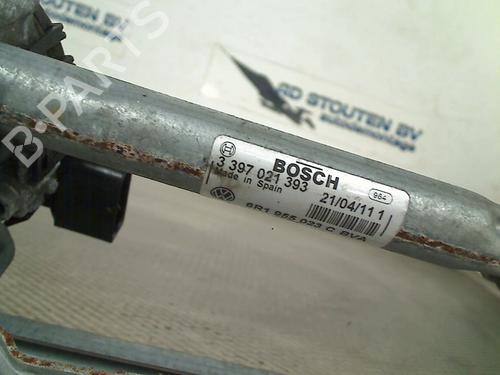 RD STOUTEN BV
autodemontage
B-PARTS
BOSCH
3 397 021 393
Made in Spain
984
21/04/11 1
6R1 955 023 C BVA